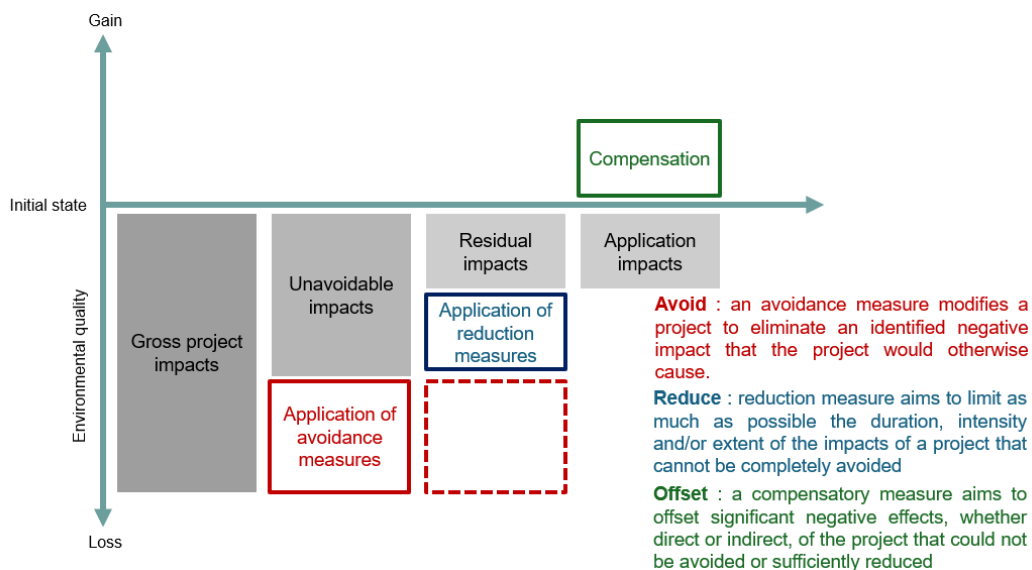 Gain
Compensation
Initial state
Residual
impacts
Application
impacts
Unavoidable
impacts
Application of
reduction
measures
Gross project
impacts
Application of
avoidance
measures
Environmental quality
Loss
Avoid : an avoidance measure modifies a
project to eliminate an identified negative
impact that the project would otherwise
cause.
Reduce : reduction measure aims to limit as
much as possible the duration, intensity
and/or extent of the impacts of a project that
cannot be completely avoided
Offset : a compensatory measure aims to
offset significant negative effects, whether
direct or indirect, of the project that could not
be avoided or sufficiently reduced